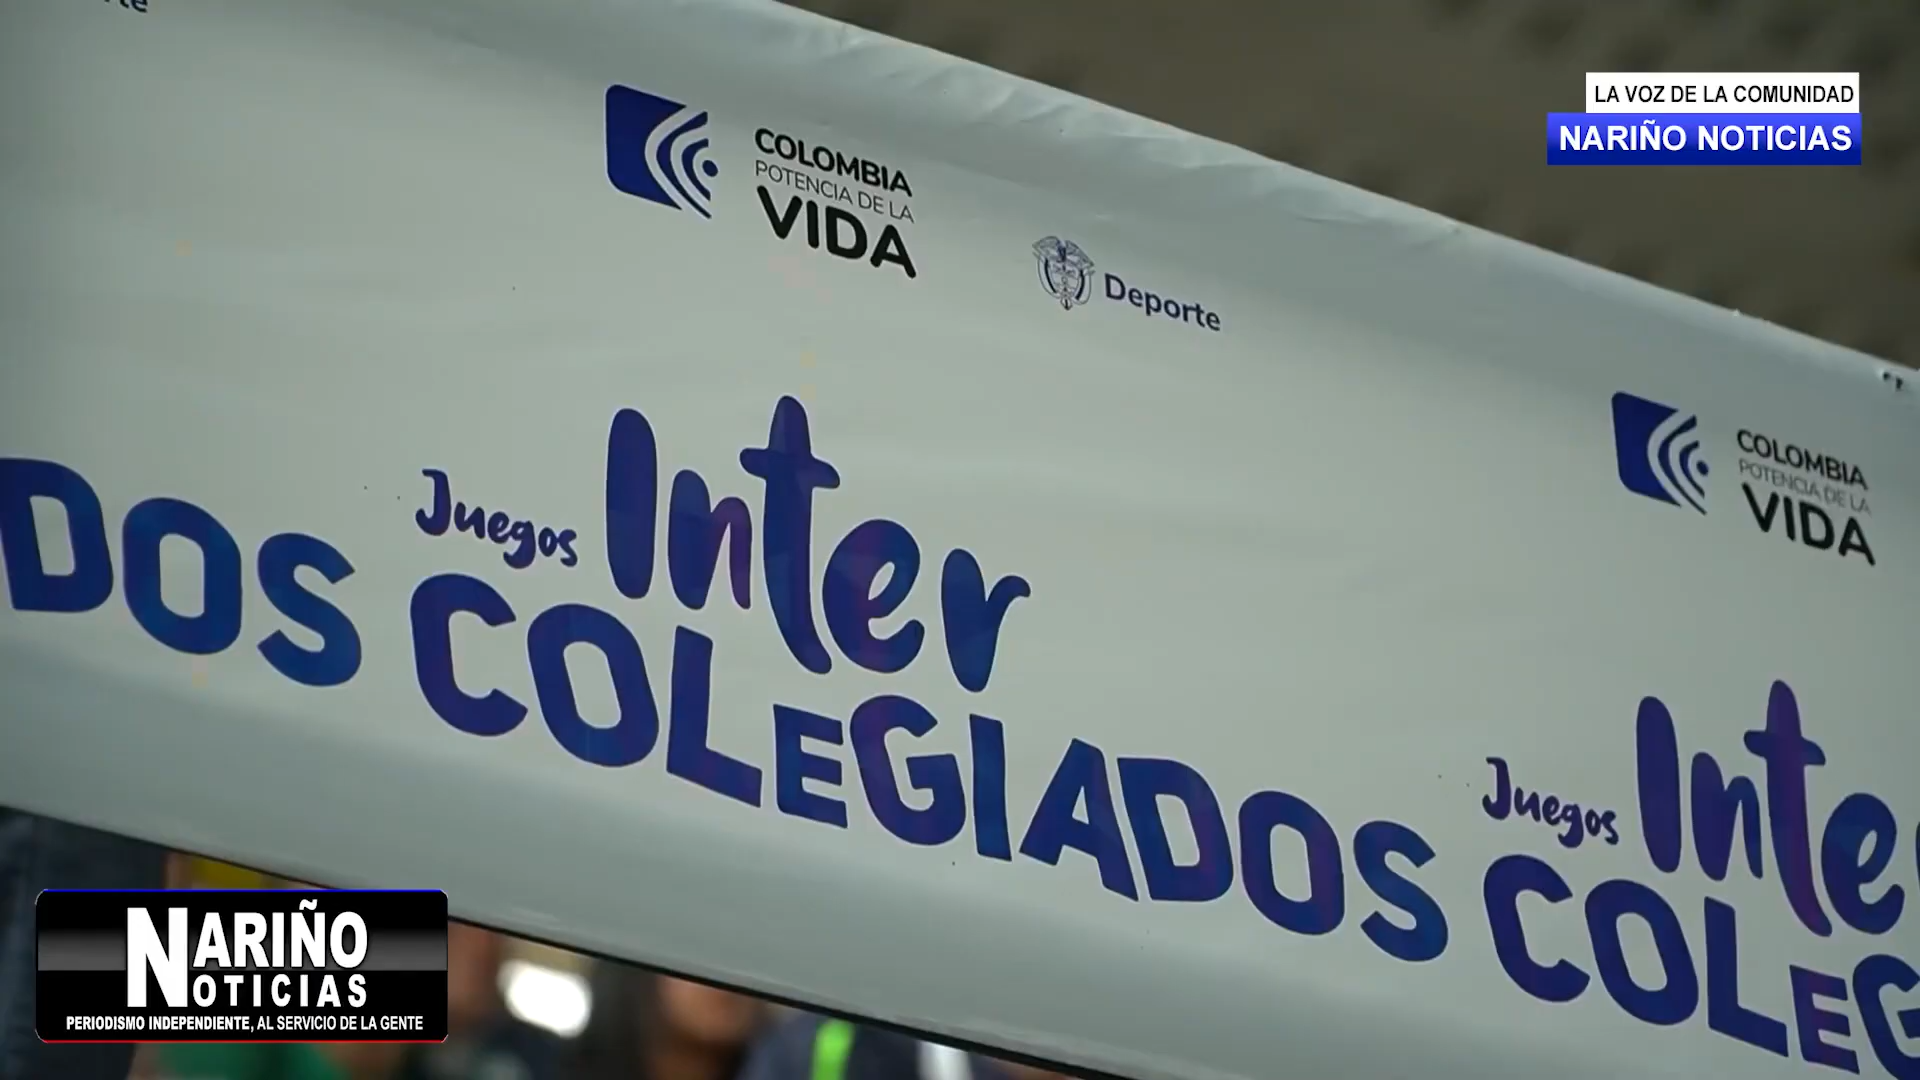 LA VOZ DE LA COMUNIDAD
NARIÑO NOTICIAS
COLOMBIA
POTENCIA DE LA
VIDA
Deporte
COLOMBIA
POTENCIA DE LA
VIDA
DOS
Juegos Inter
COLEGIADOS
Juegos Inte
COLEG
NARIÑO
NOTICIAS
PERIODISMO INDEPENDIENTE, AL SERVICIO DE LA GENTE